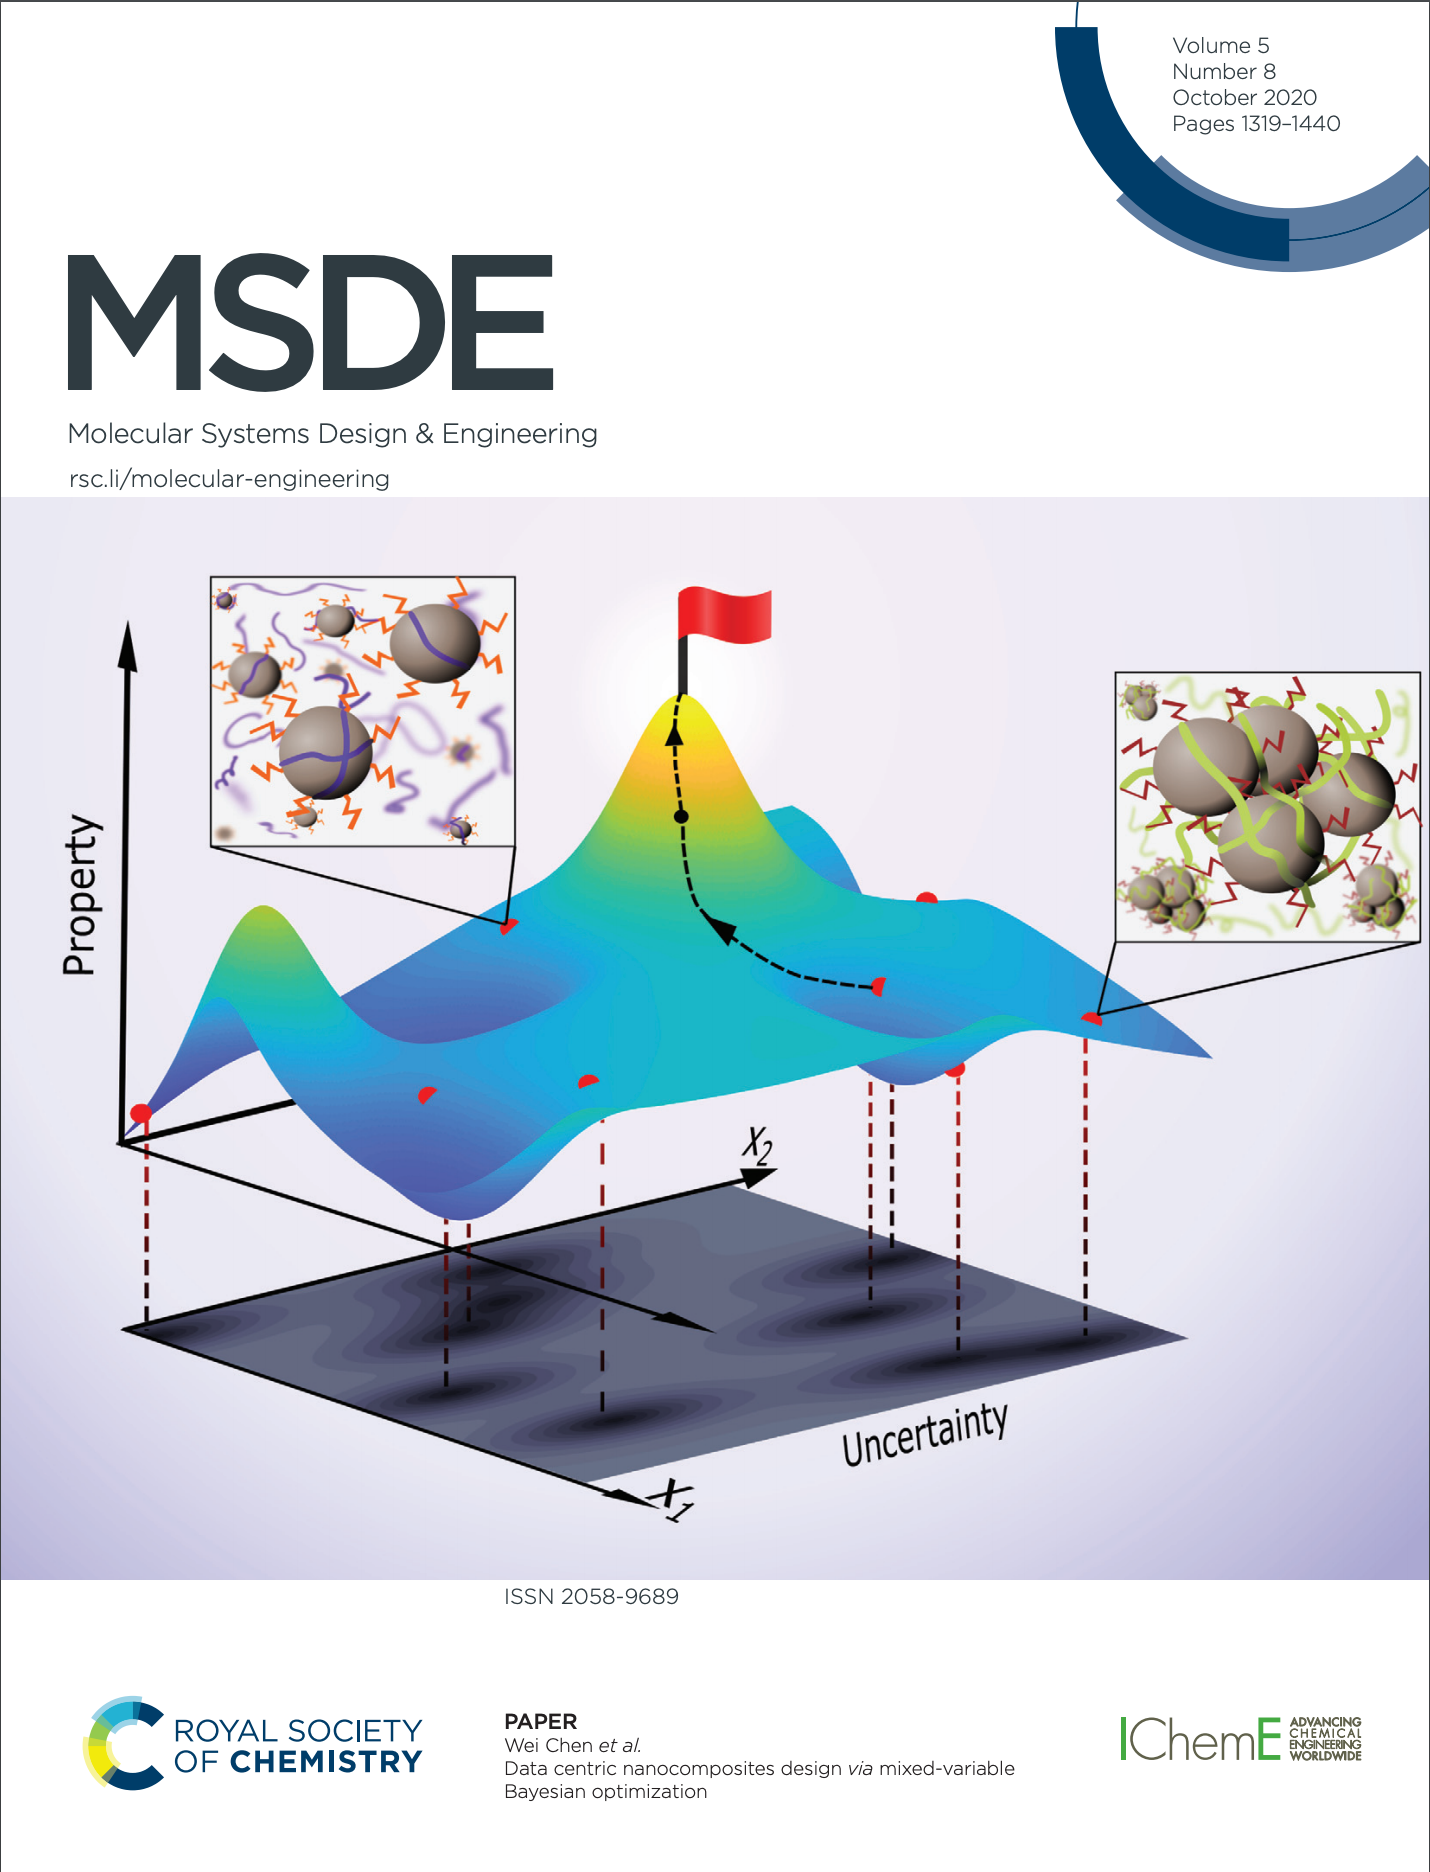 Volume 5
Number 8
October 2020
Pages 1319–1440
MSDE
Molecular Systems Design & Engineering
rsc.li/molecular-engineering
Property
X2
Uncertainty
X1
ISSN 2058-9689
ROYAL SOCIETY
OF CHEMISTRY
PAPER
Wei Chen et al.
Data centric nanocomposites design via mixed-variable
Bayesian optimization
IChemE
ADVANCING
CHEMICAL
ENGINEERING
WORLDWIDE